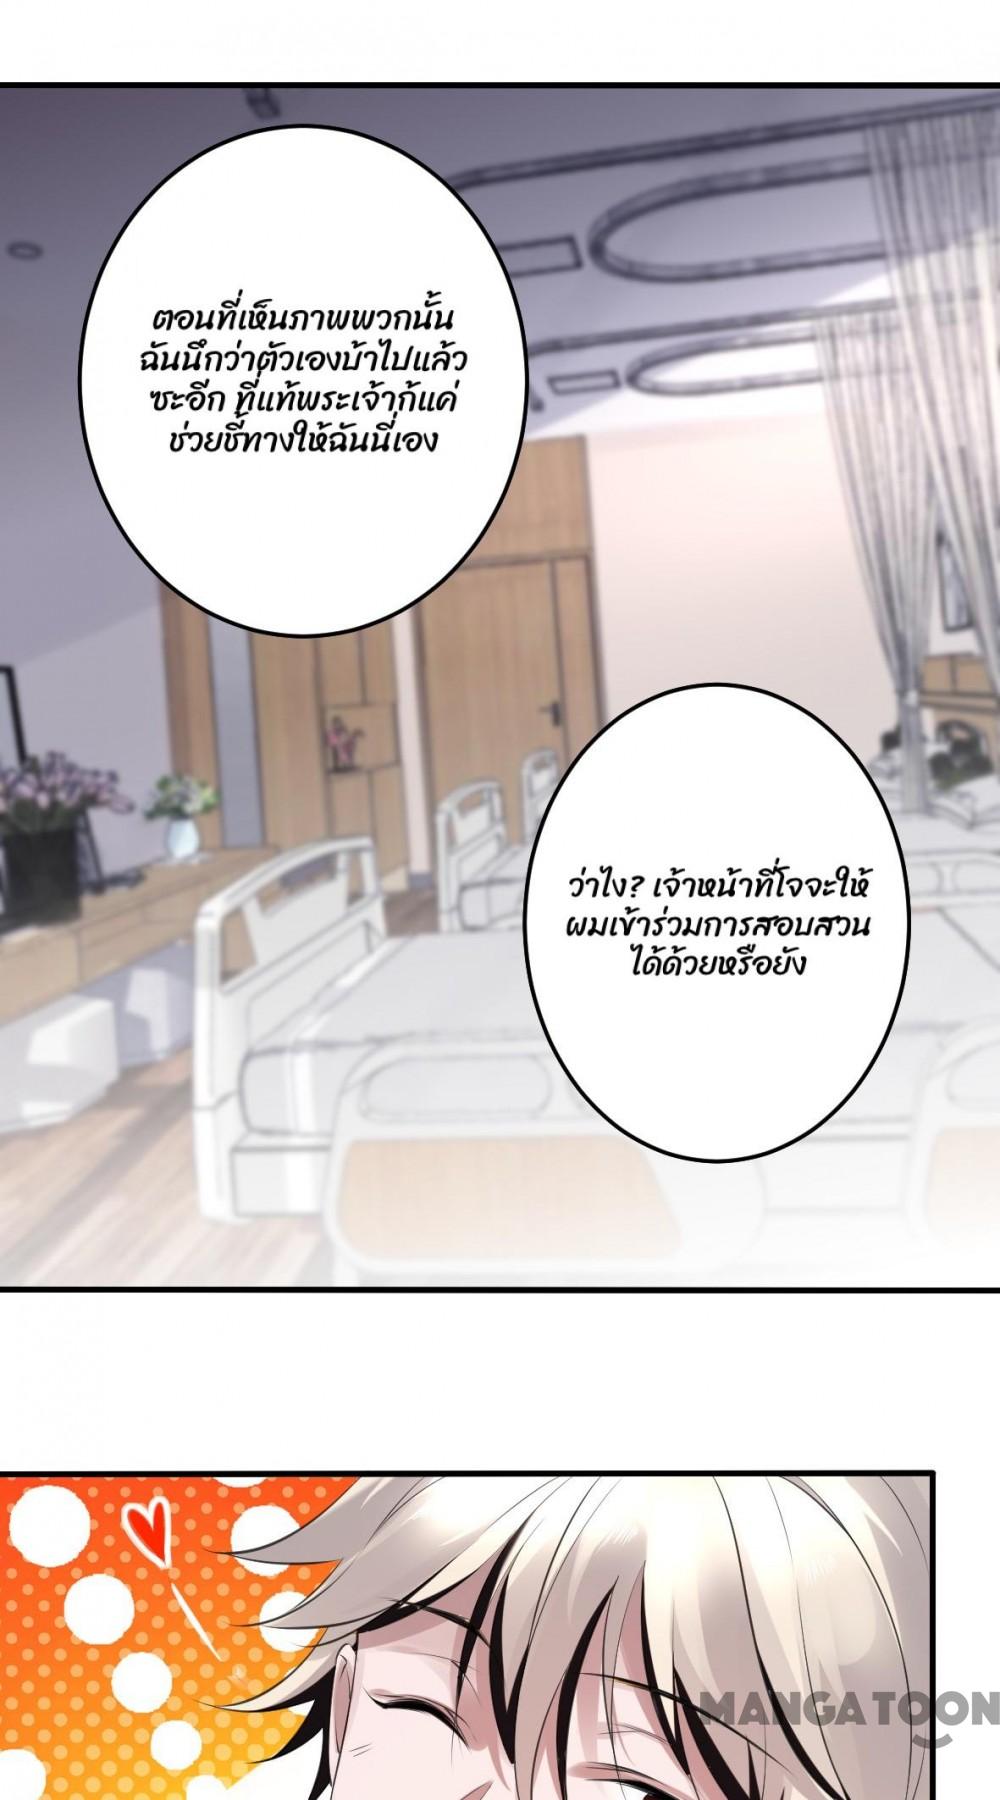 ตอนที่เห็นภาพพวกนั้น
ฉันนึกว่าตัวเองบ้าไปแล้ว
ซะอีก ที่แท้พระเจ้าก็แค่
ช่วยชี้ทางให้ฉันนี่เอง
ว่าไง? เจ้าหน้าที่โจจะให้
ผมเข้าร่วมการสอบสวน
ได้ด้วยหรือยัง
MANGATOON